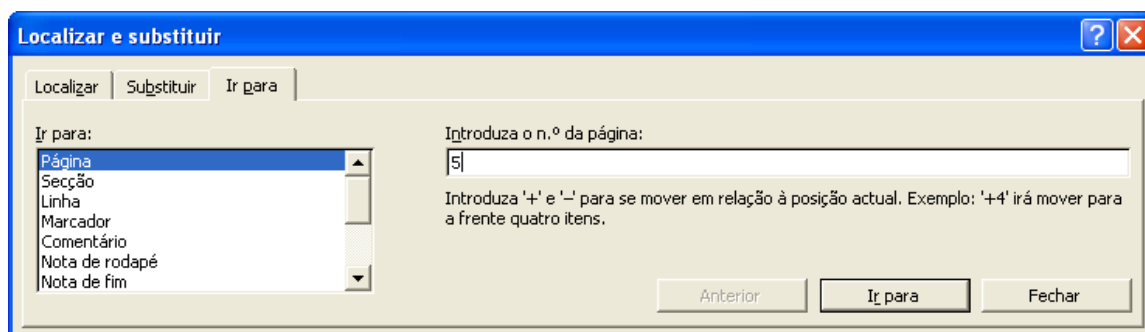 Localizar e substituir
Localizar Substituir Ir para
Ir para:
Página
Secção
Linha
Marcador
Comentário
Nota de rodapé
Nota de fim
Introduza o n.º da página:
5
Introduza '+' e '–' para se mover em relação à posição actual. Exemplo: '+4' irá mover para
a frente quatro itens.
Anterior Ir para Fechar